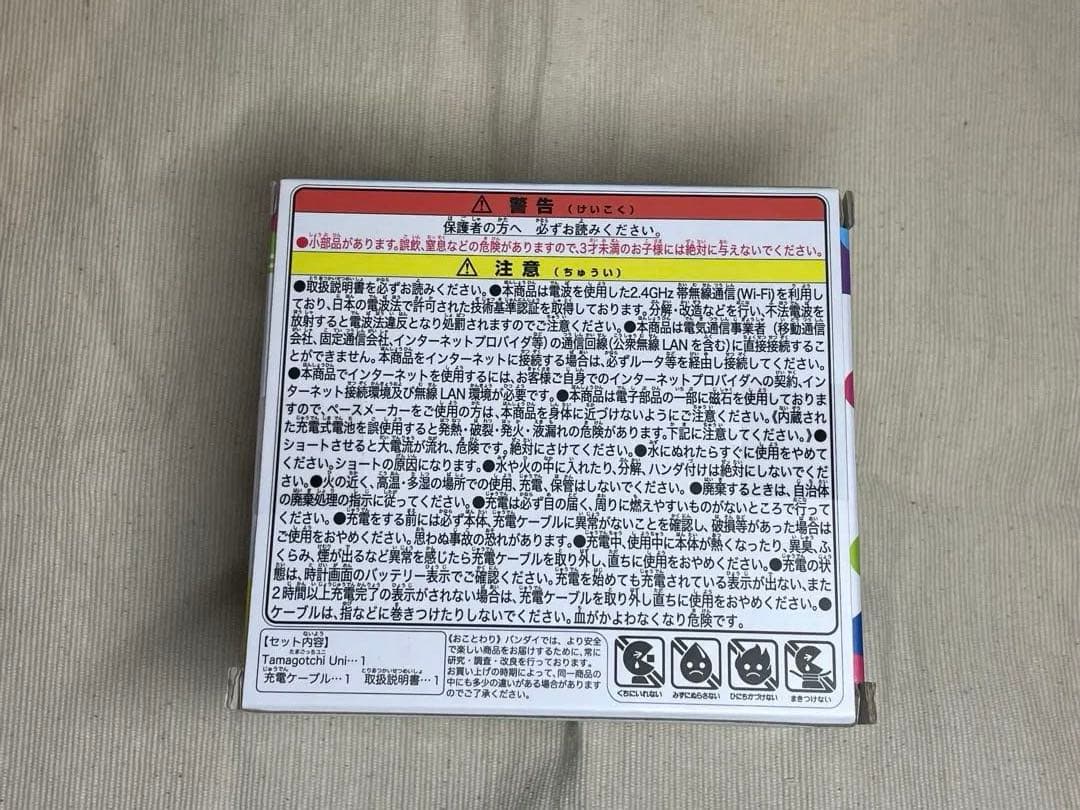 ⚠ 警告 (けいこく)
保護者の方へ 必ずお読みください。
●小部品があります。誤飲、窒息などの危険がありますので、3才未満のお子様には絶対に与えないでください。
⚠ 注意 (ちゅうい)
●取扱説明書を必ずお読みください。●本商品は電波を使用した2.4GHz 帯無線通信(Wi-Fi)を利用し
ており、日本の電波法で許可された技術基準認証を取得しております。分解・改造などを行い、不法電波を
放射すると電波法違反となり処罰されますのでご注意ください。●本商品は電気通信事業者 (移動通信
会社、固定通信会社、インターネットプロバイダ等)の通信回線(公衆無線 LAN を含む)に直接接続するこ
とができません。本商品をインターネットに接続する場合は、必ずルータ等を経由し接続してください。
●本商品でインターネットを使用するには、お客様ご自身でのインターネットプロバイダへの契約、イン
ターネット接続環境及び無線 LAN 環境が必要です。●本商品は電子部品の一部に磁石を使用しておりま
すので、ペースメーカーをご使用の方は、本商品を身体に近づけないようにご注意ください。《内蔵され
た充電式電池を誤使用すると発熱・破裂・発火・液漏れの危険があります。下記に注意してください。》●
ショートさせると大電流が流れ、危険です。絶対にさけてください。●水にぬれたらすぐに使用をやめて
ください。ショートの原因になります。●水や火の中に入れたり、分解、ハンダ付けは絶対にしないでくだ
さい。●火の近く、高温・多湿の場所での使用、充電、保管はしないでください。●廃棄するときは、自治体
の廃棄処理の指示に従ってください。●充電は必ず目の届く、周りに燃えやすいものがないところで行って
ください。●充電をする前には必ず本体、充電ケーブルに異常がないことを確認し、破損等があった場合は
ご使用をおやめください。思わぬ事故の恐れがあります。●充電中、使用中に本体が熱くなったり、異臭、ふ
くらみ、煙が出るなど異常を感じたら充電ケーブルを取り外し、直ちに使用をおやめください。●充電の状
態は、時計画面のバッテリー表示でご確認ください。充電を始めても充電されている表示が出ない、また
2時間以上充電完了の表示がされない場合は、充電ケーブルを取り外し直ちに使用をおやめください。●
ケーブルは、指などに巻きつけたりしないでください。血がかよわなくなり危険です。
【セット内容】
Tamagotchi Uni…1
充電ケーブル…1 取扱説明書…1
《おことわり》バンダイでは、より安全
で楽しい商品をお届けするために、常に
研究・調査・改良を行っております。
お買い上げの時期によって、同一商品の
中にも多少の違いがある場合があります
のでご了承ください。
くちにいれない みずにぬらさない ひにちかづけない まきつけない